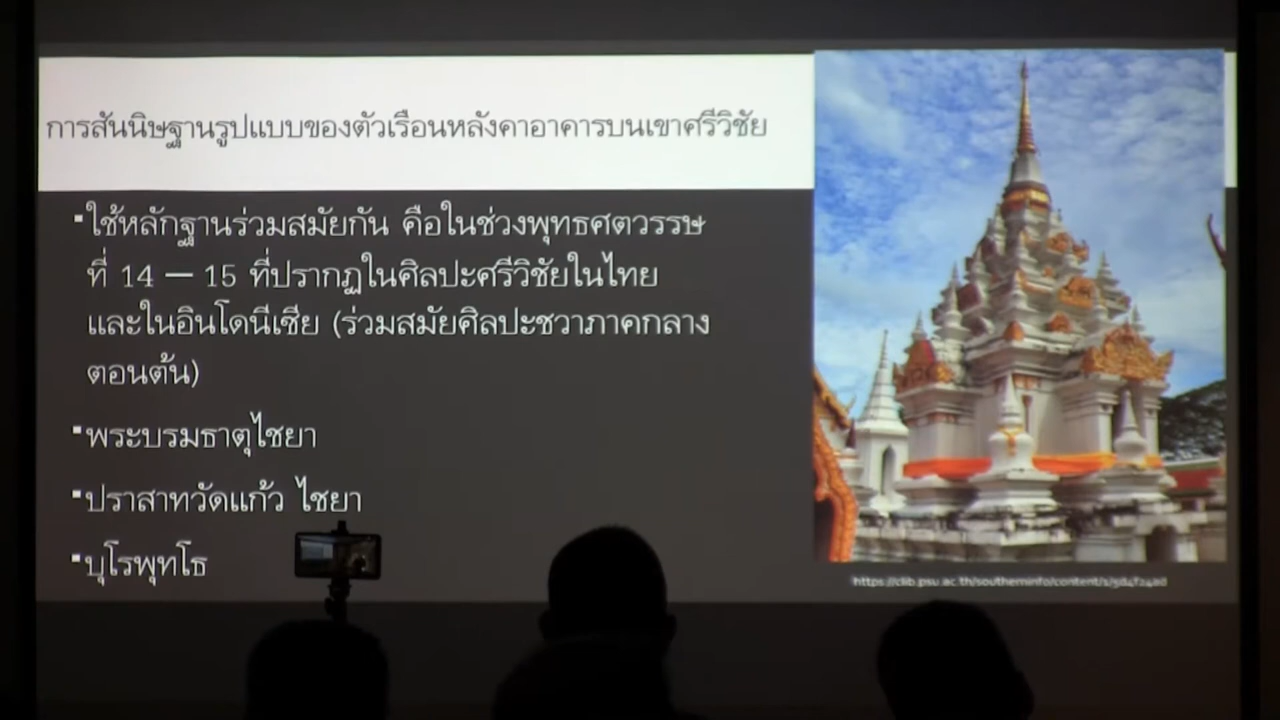 การสันนิษฐานรูปแบบของตัวเรือนหลังคาอาคารบนเขาศรีวิชัย
▪ใช้หลักฐานร่วมสมัยกัน คือในช่วงพุทธศตวรรษ
ที่ 14 – 15 ที่ปรากฏในศิลปะศรีวิชัยในไทย
และในอินโดนีเซีย (ร่วมสมัยศิลปะชวาภาคกลาง
ตอนต้น)
▪พระบรมธาตุไชยา
▪ปราสาทวัดแก้ว ไชยา
▪บุโรพุทโธ